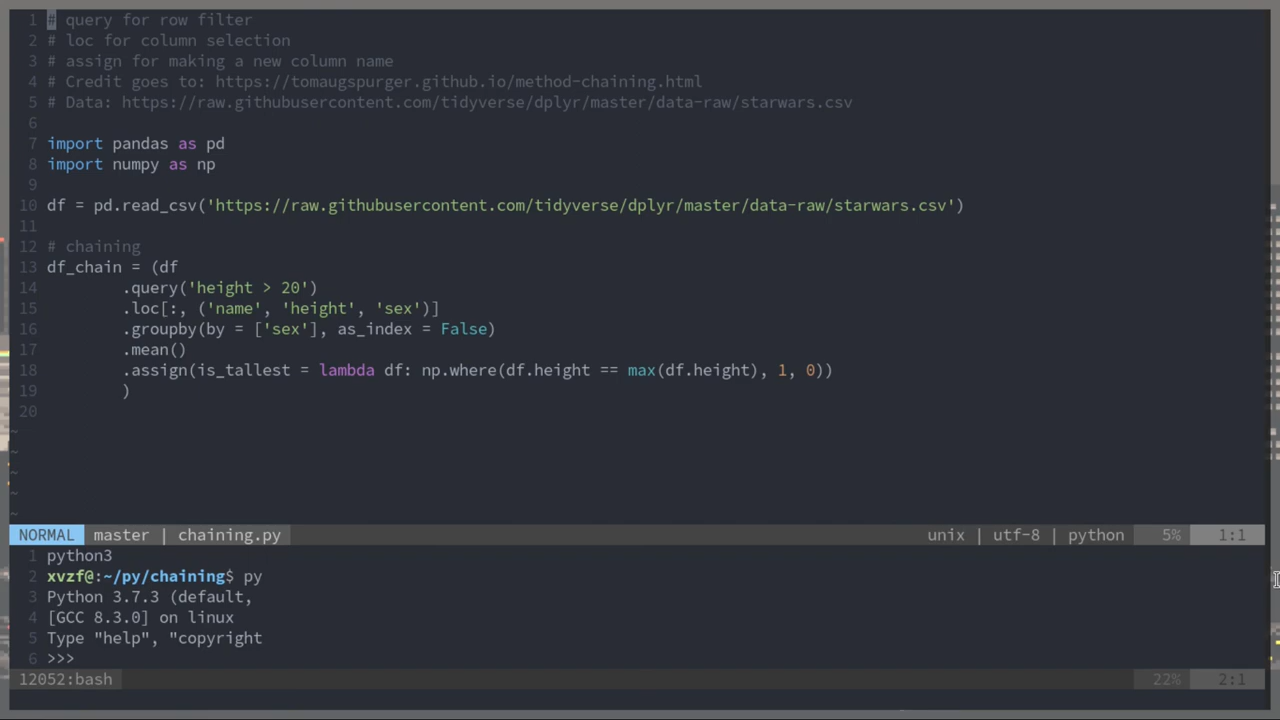 1 # query for row filter
2 # loc for column selection
3 # assign for making a new column name
4 # Credit goes to: https://tomaugspurger.github.io/method-chaining.html
5 # Data: https://raw.githubusercontent.com/tidyverse/dplyr/master/data-raw/starwars.csv
6
7 import pandas as pd
8 import numpy as np
9
10 df = pd.read_csv('https://raw.githubusercontent.com/tidyverse/dplyr/master/data-raw/starwars.csv')
11
12 # chaining
13 df_chain = (df
14         .query('height > 20')
15         .loc[:, ('name', 'height', 'sex')]
16         .groupby(by = ['sex'], as_index = False)
17         .mean()
18         .assign(is_tallest = lambda df: np.where(df.height == max(df.height), 1, 0))
19         )
20
~
~
~
~
~
NORMAL master | chaining.py unix | utf-8 | python 5% 1:1
1 python3
2 xvzf@:~/py/chaining$ py
3 Python 3.7.3 (default,
4 [GCC 8.3.0] on linux
5 Type "help", "copyright
6 >>>
12052:bash 22% 2:1